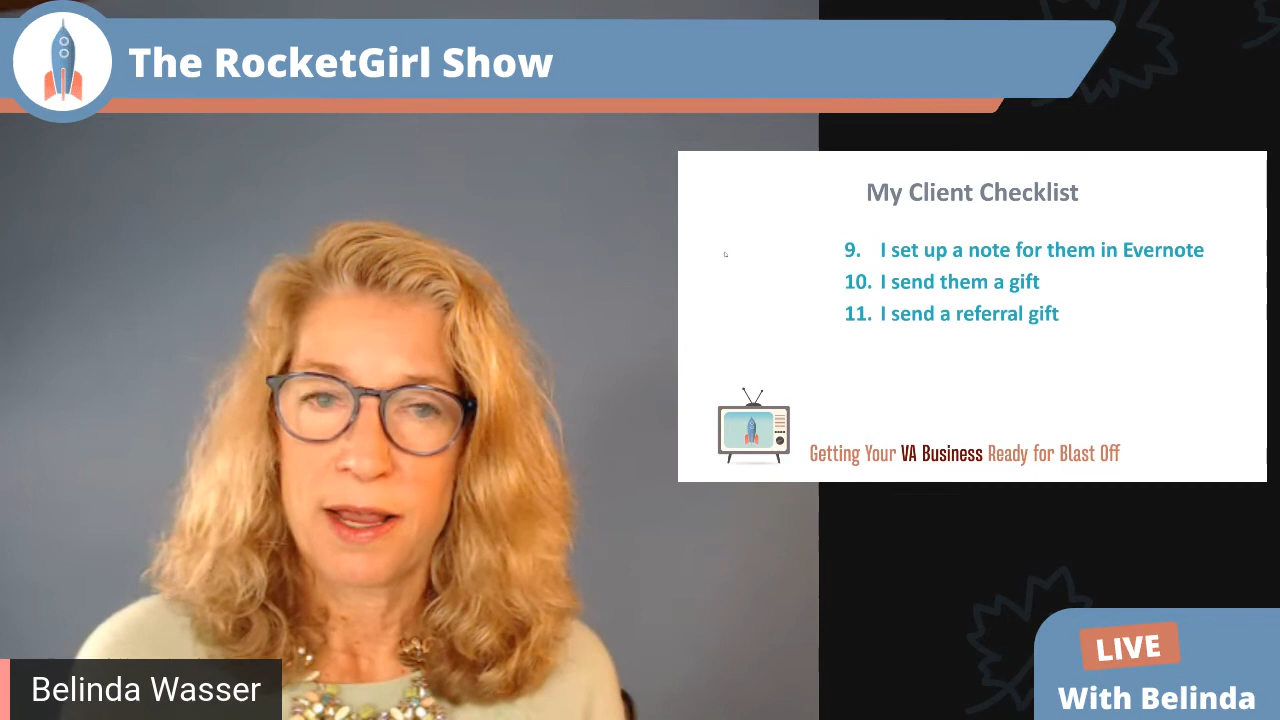 The RocketGirl Show
My Client Checklist
9. I set up a note for them in Evernote
10. I send them a gift
11. I send a referral gift
Getting Your VA Business Ready for Blast Off
Belinda Wasser
LIVE
With Belinda